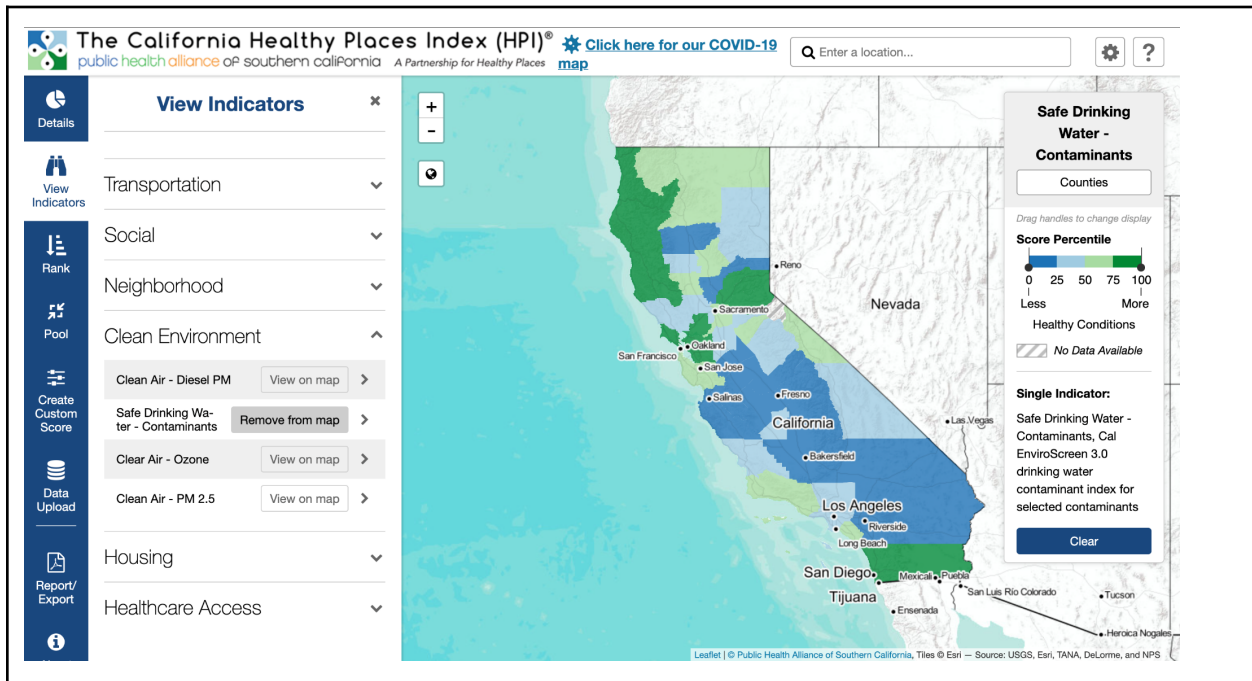 The California Healthy Places Index (HPI)®
public health alliance of southern california A Partnership for Healthy Places
Click here for our COVID-19
map
Enter a location...
?
Details
View
Indicators
Rank
Pool
Create
Custom
Score
Data
Upload
Report/
Export
View Indicators
×
Transportation
Social
Neighborhood
Clean Environment
Clean Air - Diesel PM View on map
Safe Drinking Wa-
ter - Contaminants Remove from map
Clear Air - Ozone View on map
Clean Air - PM 2.5 View on map
Housing
Healthcare Access
+
-
Reno
Nevada
Sacramento
San Francisco
Oakland
San Jose
Salinas
Fresno
California
Las Vegas
Bakersfield
Los Angeles
Riverside
Long Beach
San Diego
Mexicali
Puebla
Tijuana
San Luis Río Colorado
Tucson
Ensenada
Heroica Nogales
Safe Drinking
Water -
Contaminants
Counties
Drag handles to change display
Score Percentile
0 25 50 75 100
Less More
Healthy Conditions
No Data Available
Single Indicator:
Safe Drinking Water -
Contaminants, Cal
EnviroScreen 3.0
drinking water
contaminant index for
selected contaminants
Clear
Leaflet | © Public Health Alliance of Southern California, Tiles © Esri — Source: USGS, Esri, TANA, DeLorme, and NPS